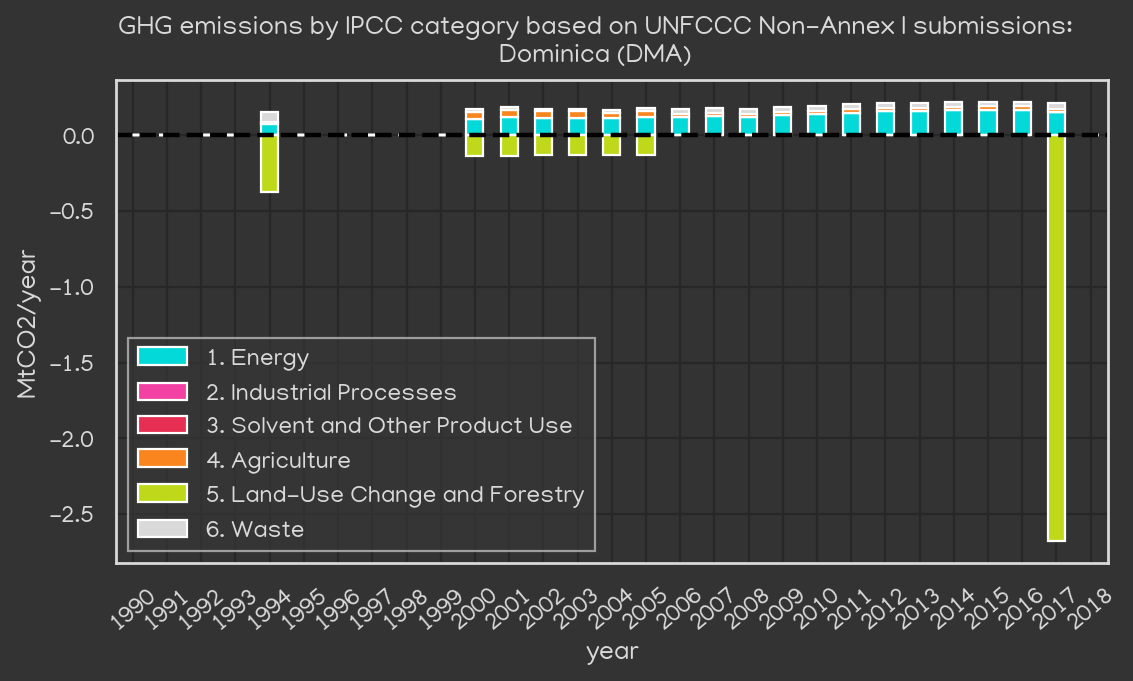 GHG emissions by IPCC category based on UNFCCC Non-Annex I submissions:
Dominica (DMA)
0.0
-0.5
-1.0
-1.5
-2.0
-2.5
MtCO2/year
1. Energy
2. Industrial Processes
3. Solvent and Other Product Use
4. Agriculture
5. Land-Use Change and Forestry
6. Waste
1990 1991 1992 1993 1994 1995 1996 1997 1998 1999 2000 2001 2002 2003 2004 2005 2006 2007 2008 2009 2010 2011 2012 2013 2014 2015 2016 2017 2018
year